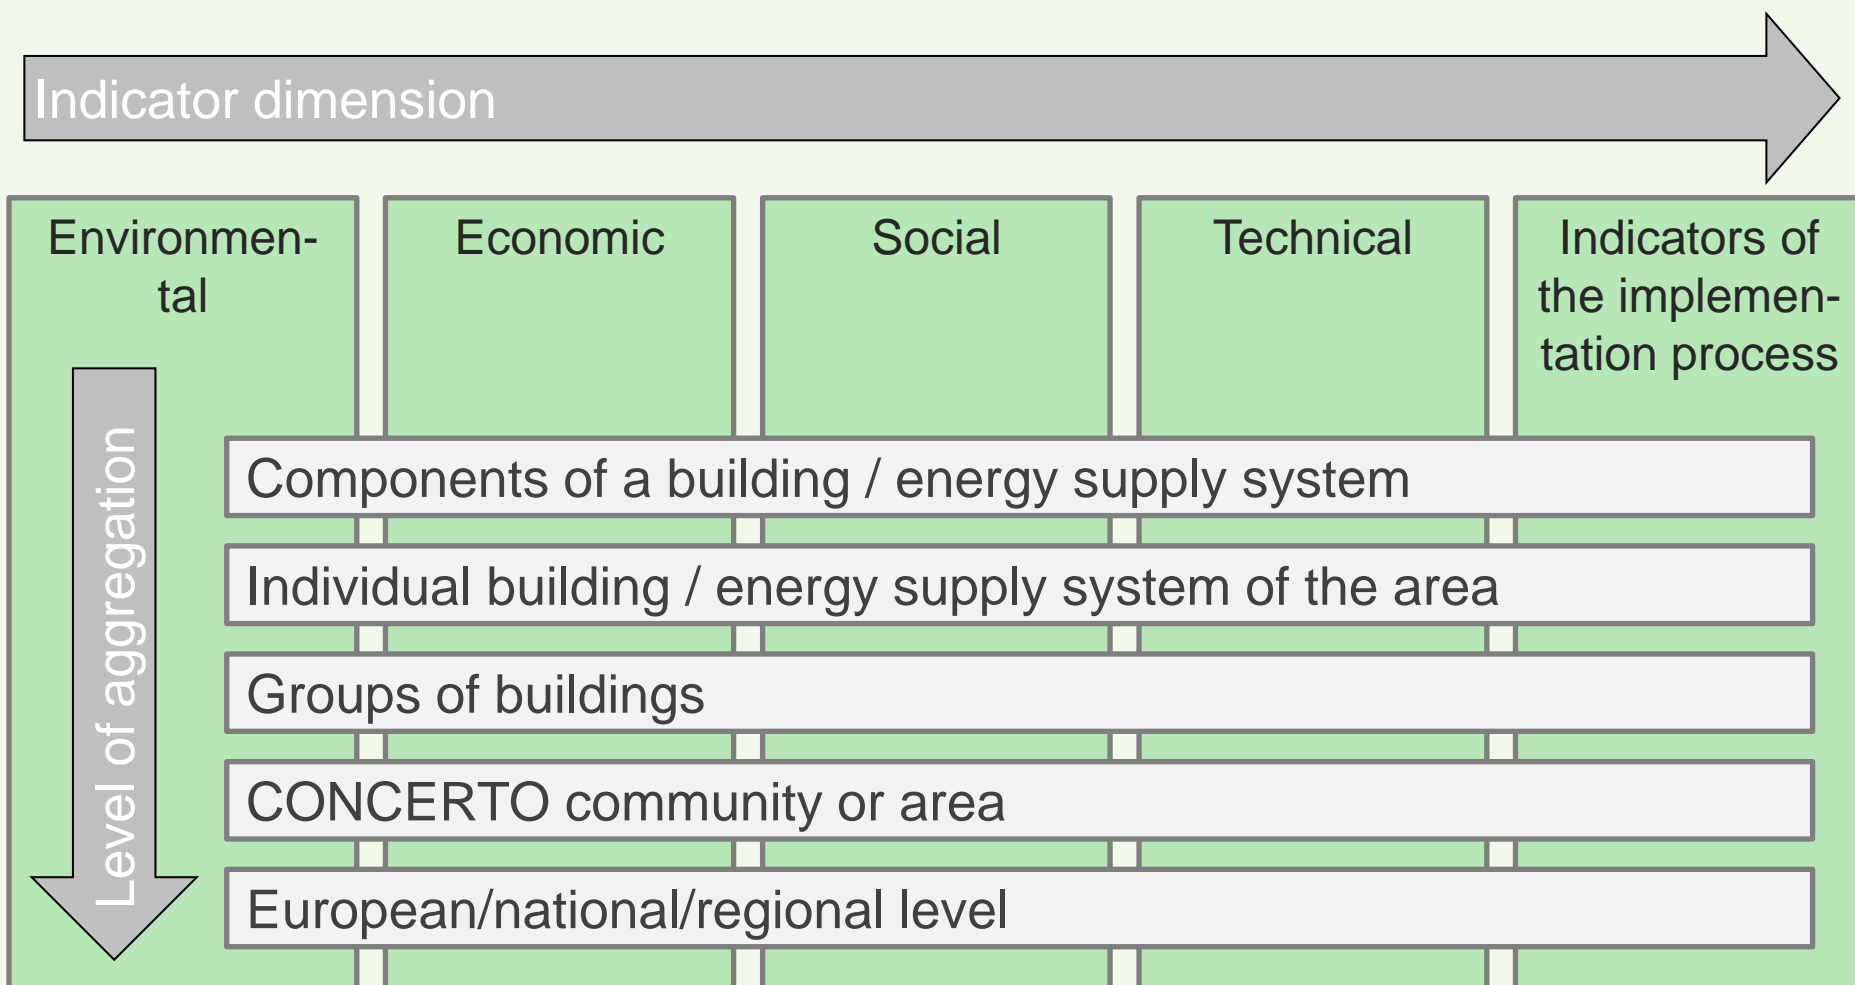 Indicator dimension
Environmen-
tal
Economic
Social
Technical
Indicators of
the implemen-
tation process
Level of aggregation
Components of a building / energy supply system
Individual building / energy supply system of the area
Groups of buildings
CONCERTO community or area
European/national/regional level